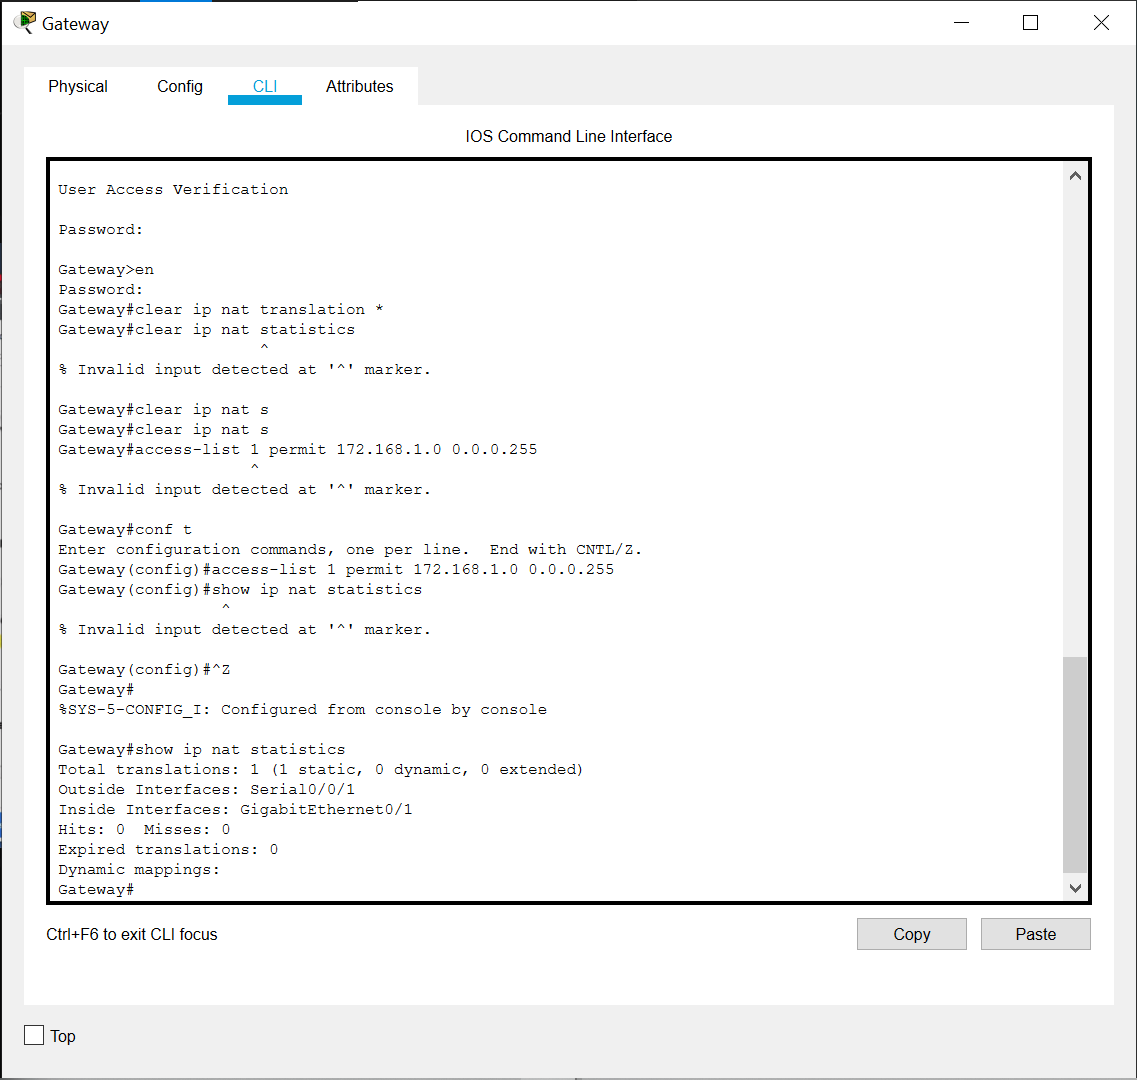 Gateway
Physical Config CLI Attributes
IOS Command Line Interface
User Access Verification
Password:
Gateway>en
Password:
Gateway#clear ip nat translation *
Gateway#clear ip nat statistics
^
% Invalid input detected at '^' marker.
Gateway#clear ip nat s
Gateway#clear ip nat s
Gateway#access-list 1 permit 172.168.1.0 0.0.0.255
^
% Invalid input detected at '^' marker.
Gateway#conf t
Enter configuration commands, one per line.  End with CNTL/Z.
Gateway(config)#access-list 1 permit 172.168.1.0 0.0.0.255
Gateway(config)#show ip nat statistics
^
% Invalid input detected at '^' marker.
Gateway(config)#^Z
Gateway#
%SYS-5-CONFIG_I: Configured from console by console
Gateway#show ip nat statistics
Total translations: 1 (1 static, 0 dynamic, 0 extended)
Outside Interfaces: Serial0/0/1
Inside Interfaces: GigabitEthernet0/1
Hits: 0  Misses: 0
Expired translations: 0
Dynamic mappings:
Gateway#
Ctrl+F6 to exit CLI focus
Copy Paste
Top